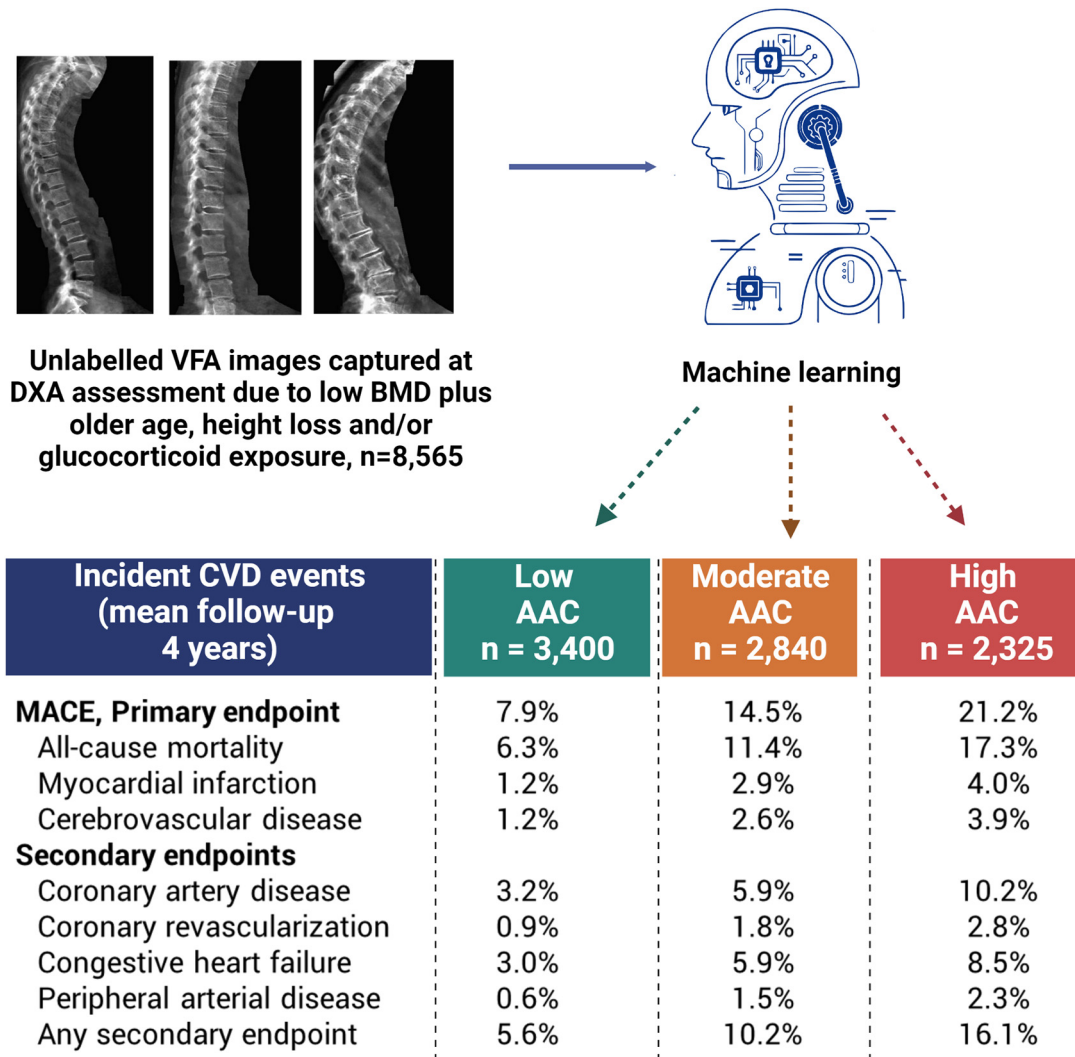 Unlabelled VFA images captured at
DXA assessment due to low BMD plus
older age, height loss and/or
glucocorticoid exposure, n=8,565
Machine learning
Incident CVD events
(mean follow-up
4 years)
Low
AAC
n = 3,400
Moderate
AAC
n = 2,840
High
AAC
n = 2,325
MACE, Primary endpoint 7.9% 14.5% 21.2%
All-cause mortality 6.3% 11.4% 17.3%
Myocardial infarction 1.2% 2.9% 4.0%
Cerebrovascular disease 1.2% 2.6% 3.9%
Secondary endpoints
Coronary artery disease 3.2% 5.9% 10.2%
Coronary revascularization 0.9% 1.8% 2.8%
Congestive heart failure 3.0% 5.9% 8.5%
Peripheral arterial disease 0.6% 1.5% 2.3%
Any secondary endpoint 5.6% 10.2% 16.1%